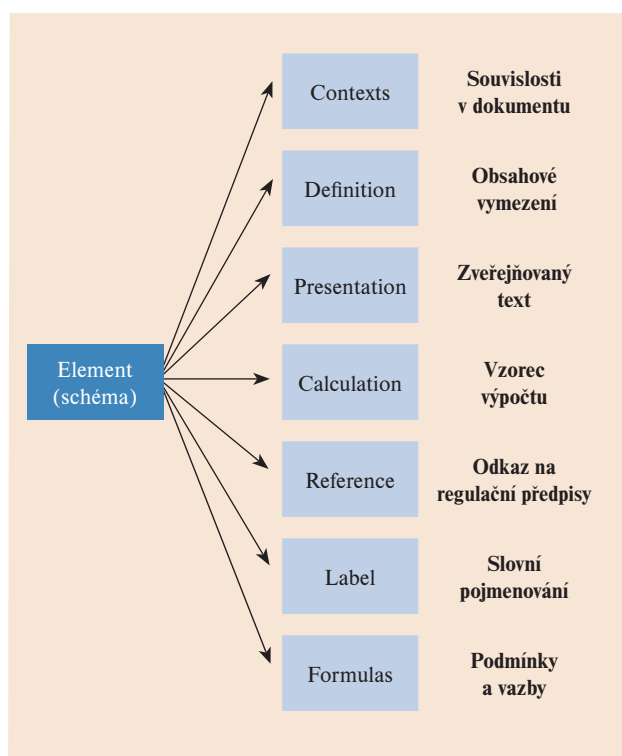 Contexts
Souvislosti
v dokumentu
Definition
Obsahové
vymezení
Presentation
Zveřejňovaný
text
Element
(schéma)
Calculation
Vzorec
výpočtu
Reference
Odkaz na
regulační předpisy
Label
Slovní
pojmenování
Formulas
Podmínky
a vazby